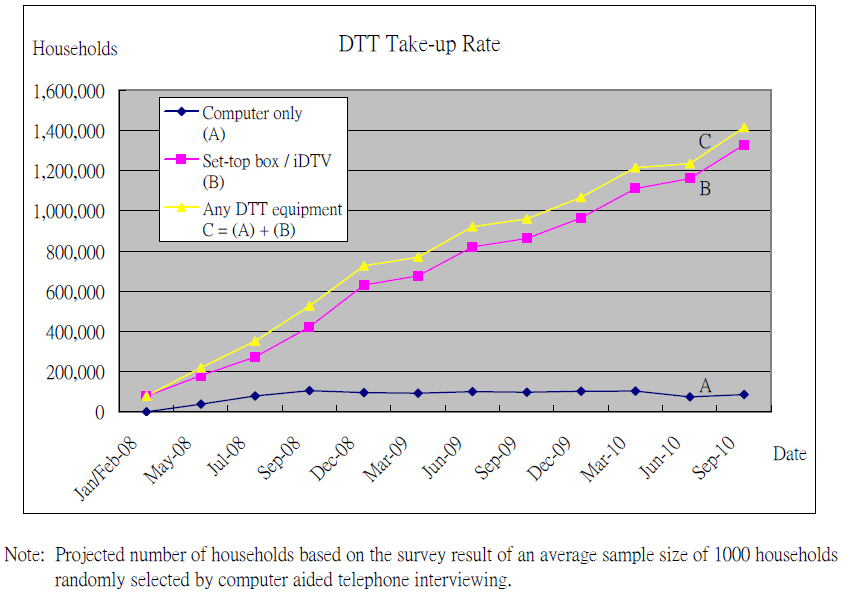 DTT Take-up Rate
Households
1,600,000
1,400,000
1,200,000
1,000,000
800,000
600,000
400,000
200,000
0
Computer only
(A)
Set-top box / iDTV
(B)
Any DTT equipment
C = (A) + (B)
C
B
A
Jan/Feb-08
May-08
Jul-08
Sep-08
Dec-08
Mar-09
Jun-09
Sep-09
Dec-09
Mar-10
Jun-10
Sep-10
Date
Note: Projected number of households based on the survey result of an average sample size of 1000 households
randomly selected by computer aided telephone interviewing.